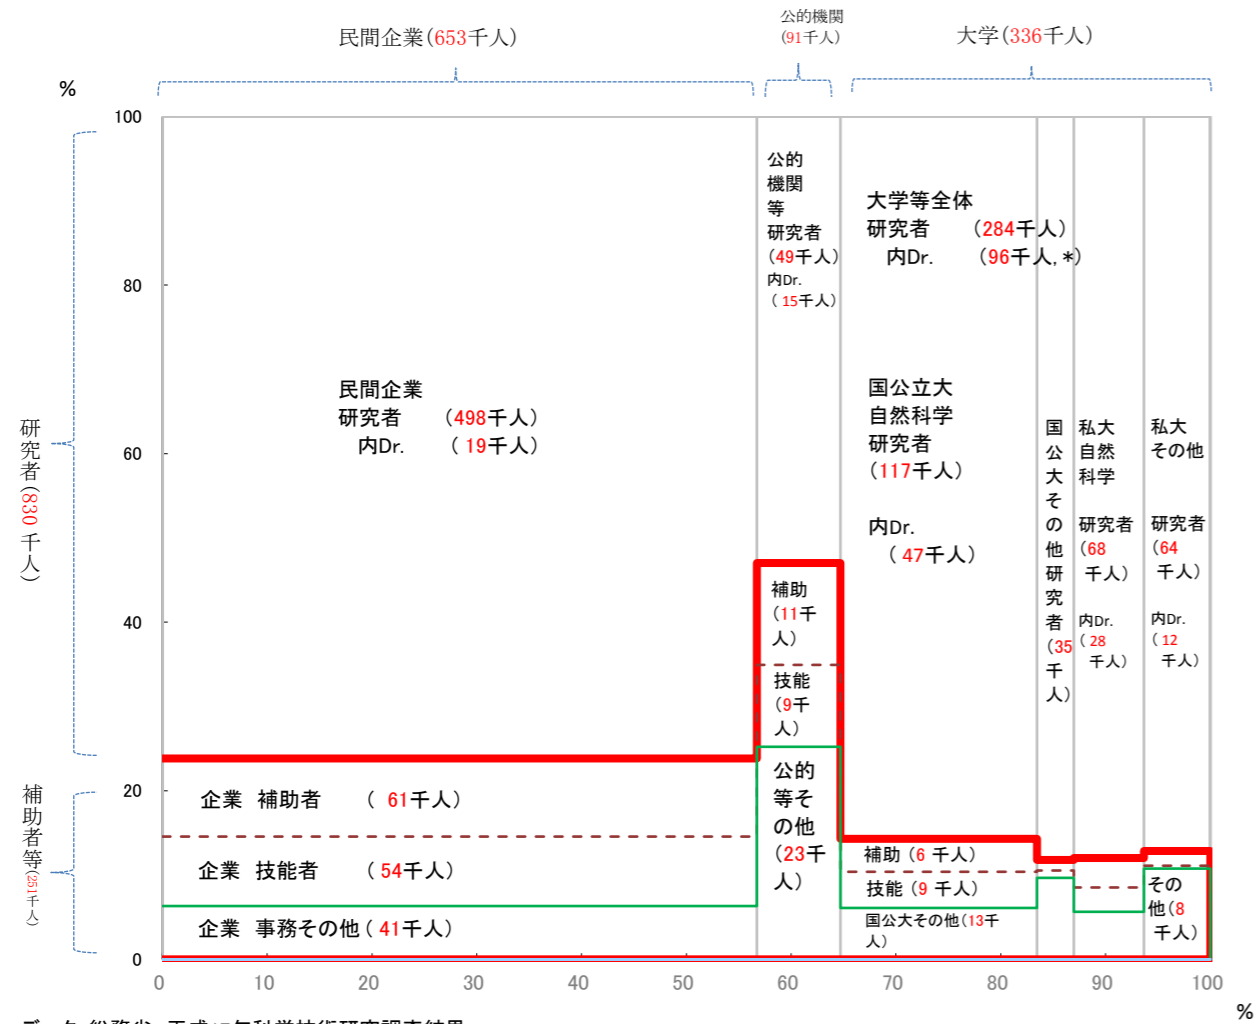 民間企業(653千人)
公的機関
(91千人)
大学(336千人)
%
100
80
60
40
20
0
研究者(830千人)
補助者等(251千人)
公的
機関
等
研究者
(49千人)
内Dr.
( 15千人)
大学等全体
研究者 (284千人)
内Dr. (96千人,*)
民間企業
研究者 (498千人)
内Dr. ( 19千人)
国公立大
自然科学
研究者
(117千人)
内Dr.
( 47千人)
国公大その他研究者(35千人)
私大
自然
科学
研究者
(68
千人)
内Dr.
( 28
千人)
私大
その他
研究者
(64
千人)
内Dr.
( 12
千人)
補助
(11千
人)
技能
(9千
人)
公的
等そ
の他
(23千
人)
企業 補助者 ( 61千人)
企業 技能者 ( 54千人)
企業 事務その他( 41千人)
補助 (6 千人)
技能 (9 千人)
国公大その他(13千
人)
その
他(8
千人)
0 10 20 30 40 50 60 70 80 90 100
%